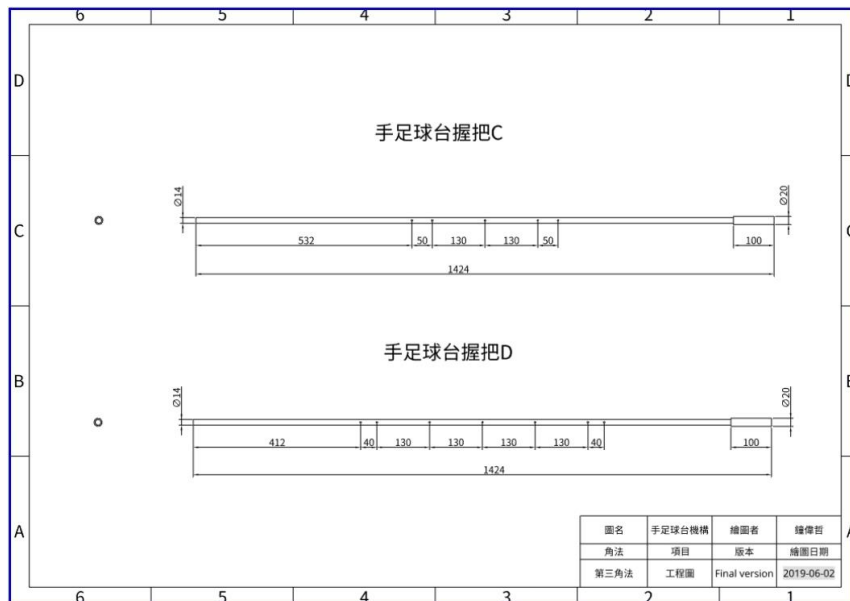 6 5 4 3 2 1
D D
手足球台握把C
∅14 ∅20
C C
532 50 130 130 50 100
1424
手足球台握把D
B B
∅14 ∅20
412 40 130 130 130 130 40 100
1424
A A
圖名 手足球台機構 繪圖者 鐘偉哲
角法 項目 版本 繪圖日期
第三角法 工程圖 Final version 2019-06-02
6 5 4 3 2 1